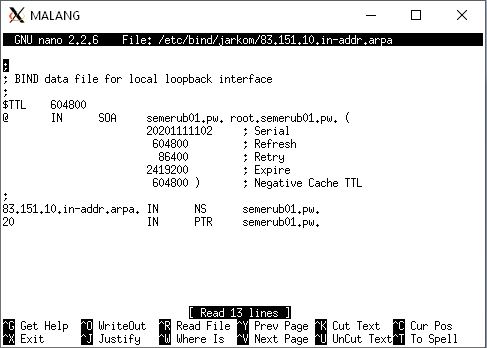 MALANG
GNU nano 2.2.6 File: /etc/bind/jarkom/83.151.10.in-addr.arpa
;
; BIND data file for local loopback interface
;
$TTL 604800
@ IN SOA semerub01.pw. root.semerub01.pw. (
20201111102 ; Serial
604800 ; Refresh
86400 ; Retry
2419200 ; Expire
604800 ) ; Negative Cache TTL
;
83.151.10.in-addr.arpa. IN NS semerub01.pw.
20 IN PTR semerub01.pw.
[ Read 13 lines ]
^G Get Help ^O WriteOut ^R Read File ^Y Prev Page ^K Cut Text ^C Cur Pos
^X Exit ^J Justify ^W Where Is ^V Next Page ^U UnCut Text ^T To Spell